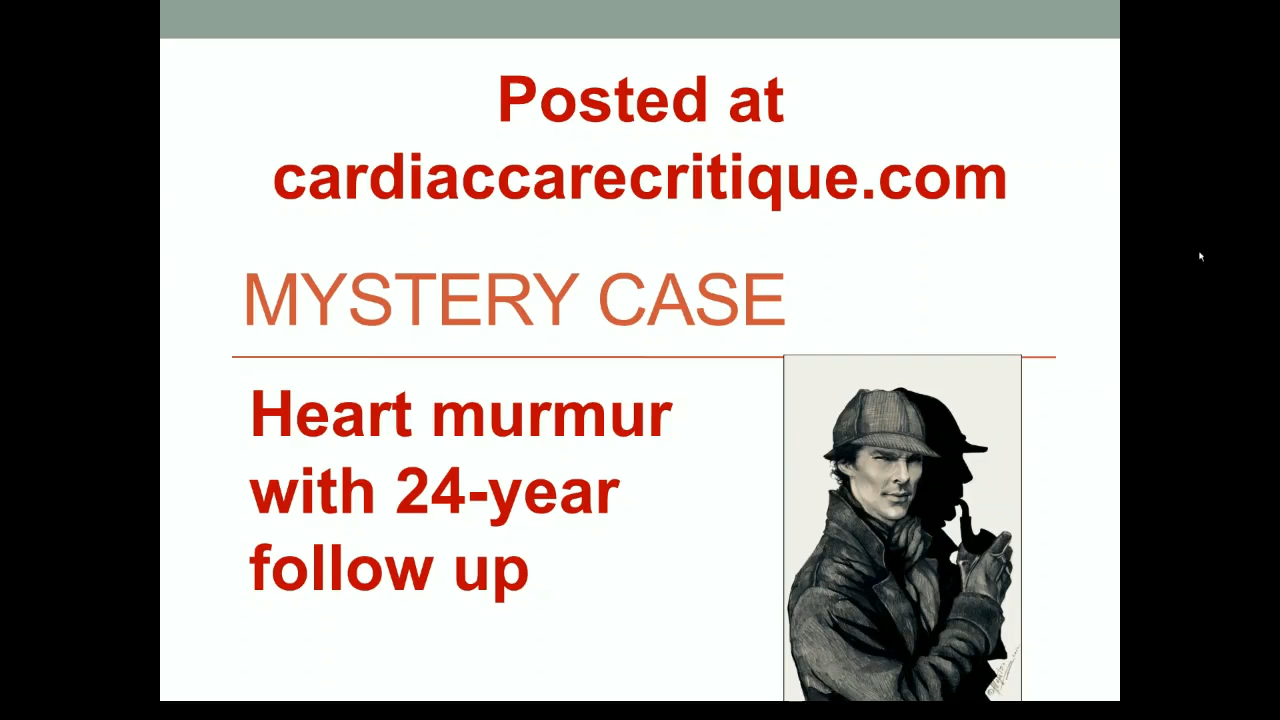 Posted at
cardiaccarecritique.com
MYSTERY CASE
Heart murmur
with 24-year
follow up